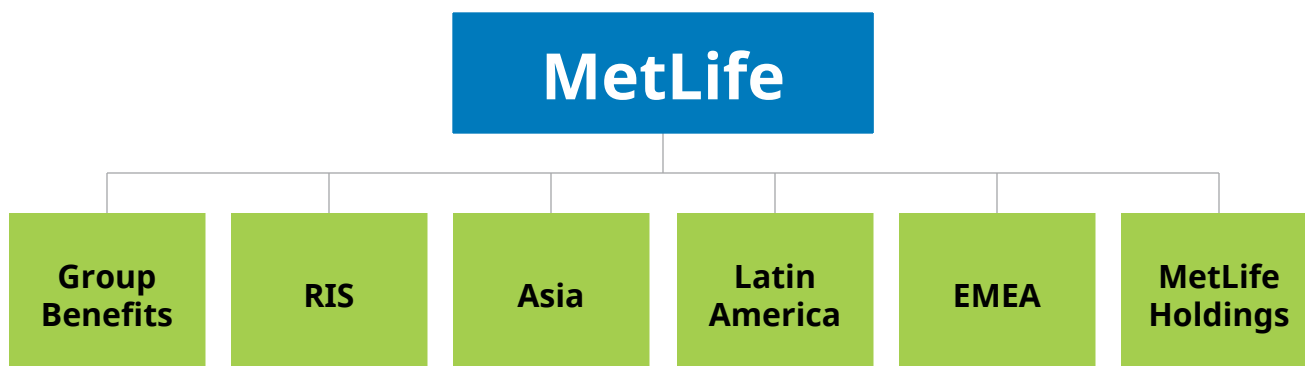 MetLife
Group
Benefits
RIS
Asia
Latin
America
EMEA
MetLife
Holdings